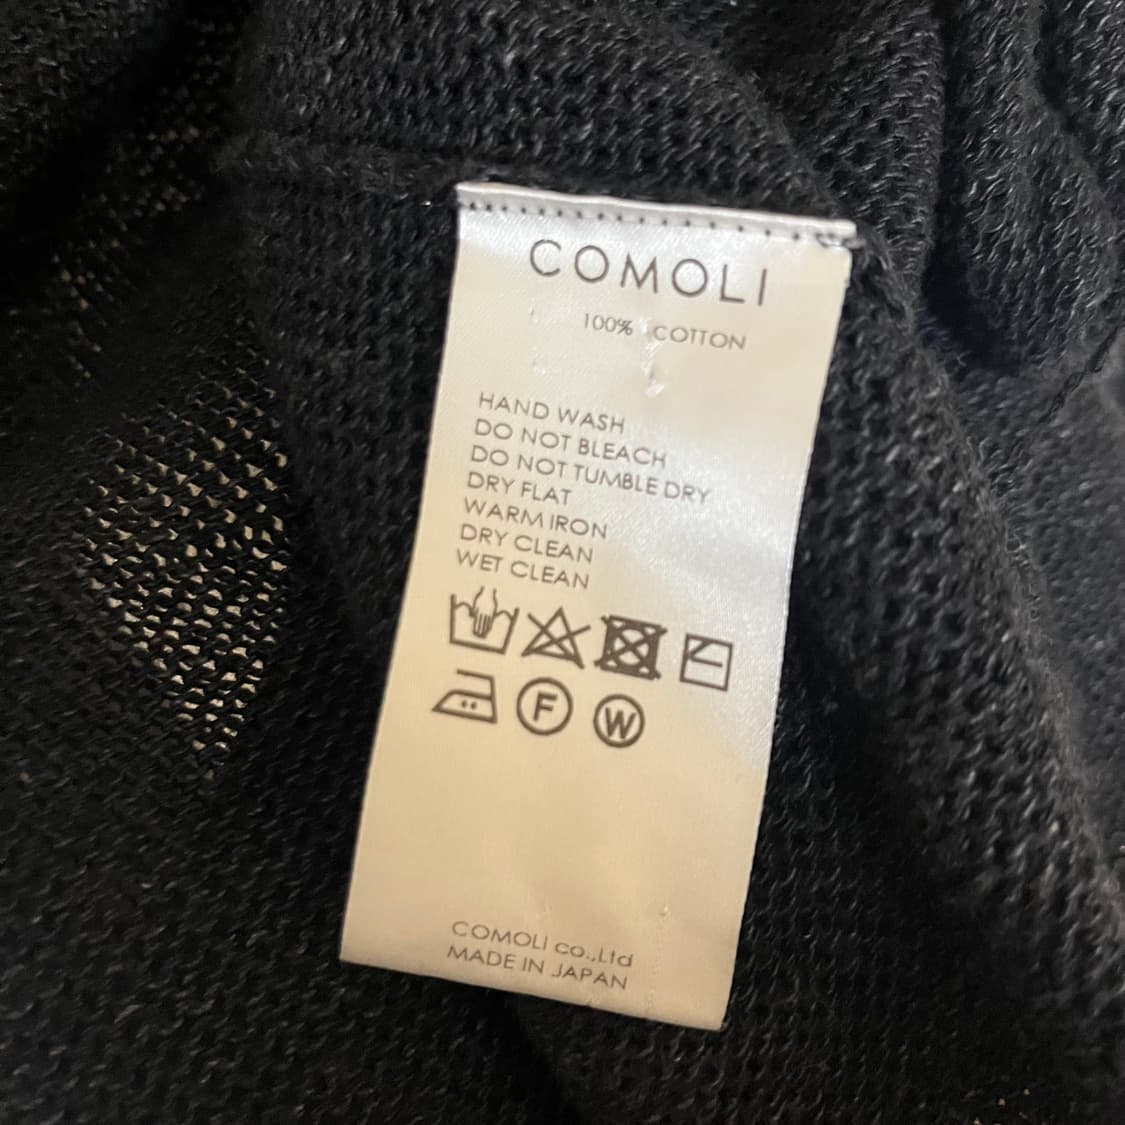 COMOLI
100% COTTON
HAND WASH
DO NOT BLEACH
DO NOT TUMBLE DRY
DRY FLAT
WARM IRON
DRY CLEAN
WET CLEAN
F W
COMOLI co.,Ltd
MADE IN JAPAN